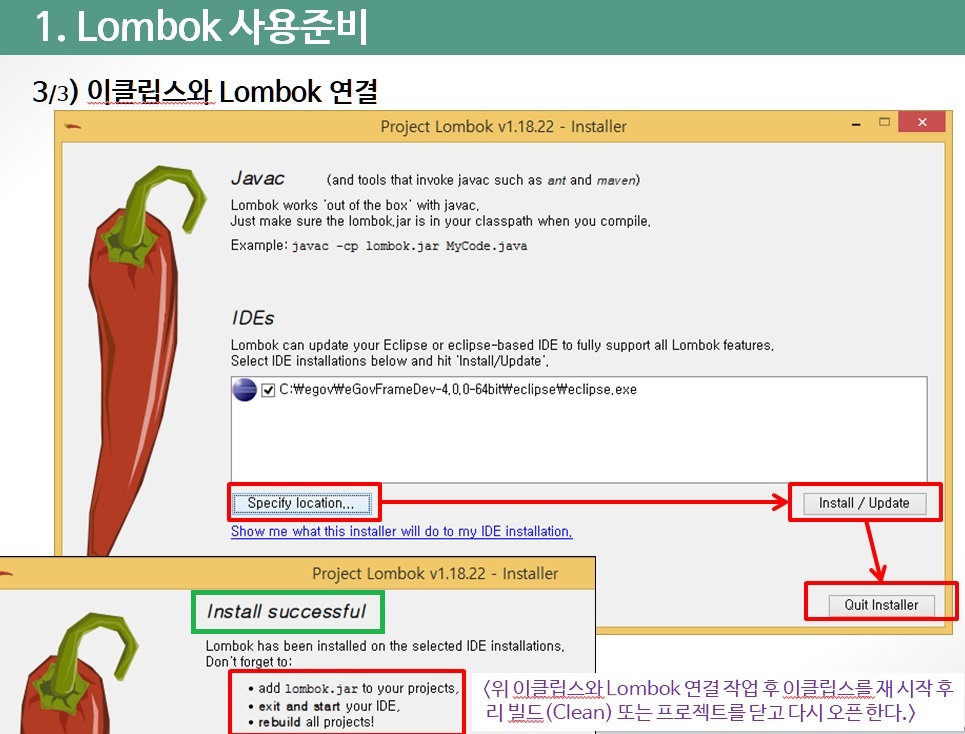 1. Lombok 사용준비
3/3) 이클립스와 Lombok 연결
Project Lombok v1.18.22 - Installer
Javac (and tools that invoke javac such as ant and maven)
Lombok works 'out of the box' with javac.
Just make sure the lombok.jar is in your classpath when you compile.
Example: javac -cp lombok.jar MyCode.java
IDEs
Lombok can update your Eclipse or eclipse-based IDE to fully support all Lombok features.
Select IDE installations below and hit 'Install/Update'.
C:₩egov₩eGovFrameDev-4.0.0-64bit₩eclipse₩eclipse.exe
Specify location...
Install / Update
Show me what this installer will do to my IDE installation.
Quit Installer
Project Lombok v1.18.22 - Installer
Install successful
Lombok has been installed on the selected IDE installations.
Don't forget to:
• add lombok.jar to your projects,
• exit and start your IDE,
• rebuild all projects!
<위 이클립스와 Lombok 연결 작업 후 이클립스를 재 시작 후
리 빌드(Clean) 또는 프로젝트를 닫고 다시 오픈 한다.>